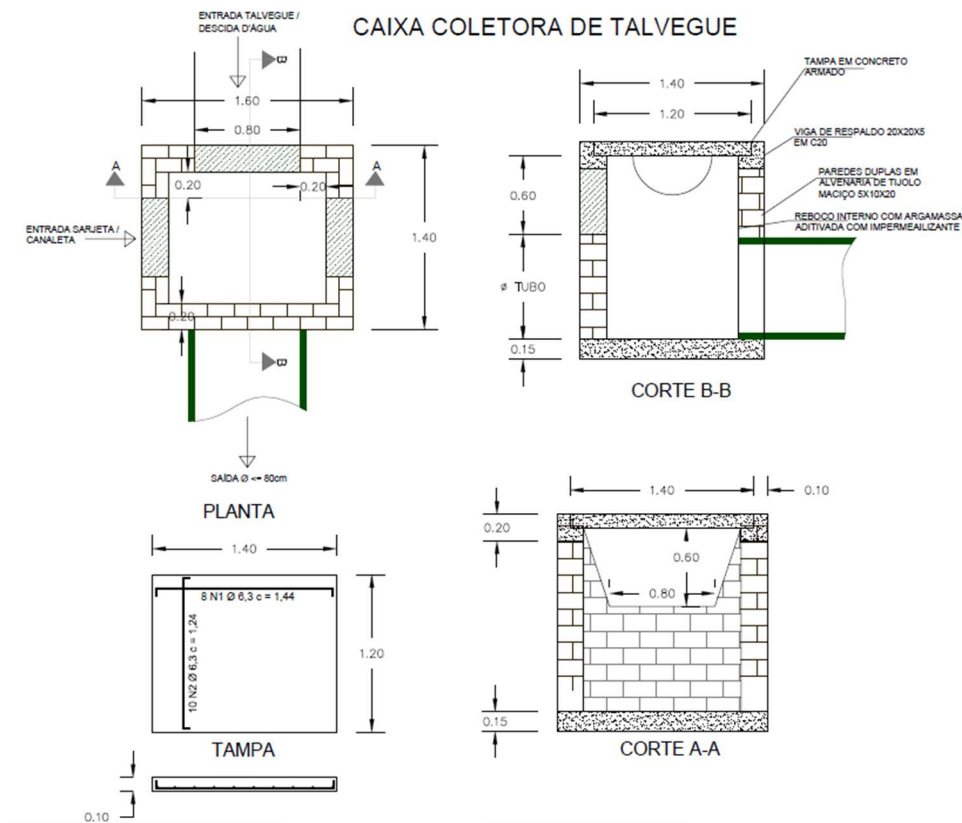 CAIXA COLETORA DE TALVEGUE
ENTRADA TALVEGUE /
DESCIDA D'ÁGUA
B
1.60
0.80
A
A
0.20
0.20
ENTRADA SARJETA /
CANALETA
1.40
0.20
B
SAÍDA Ø <= 80cm
PLANTA
1.40
1.20
TAMPA EM CONCRETO
ARMADO
VIGA DE RESPALDO 20X20X5
EM C20
PAREDES DUPLAS EM
ALVENARIA DE TIJOLO
MACIÇO 5X10X20
REBOCO INTERNO COM ARGAMASSA
ADITIVADA COM IMPERMEAILIZANTE
0.60
ø TUBO
0.15
CORTE B-B
1.40
8 N1 Ø 6,3 c = 1,44
10 N2 Ø 6,3 c = 1,24
1.20
TAMPA
0.10
1.40
0.10
0.20
0.60
0.80
0.15
CORTE A-A